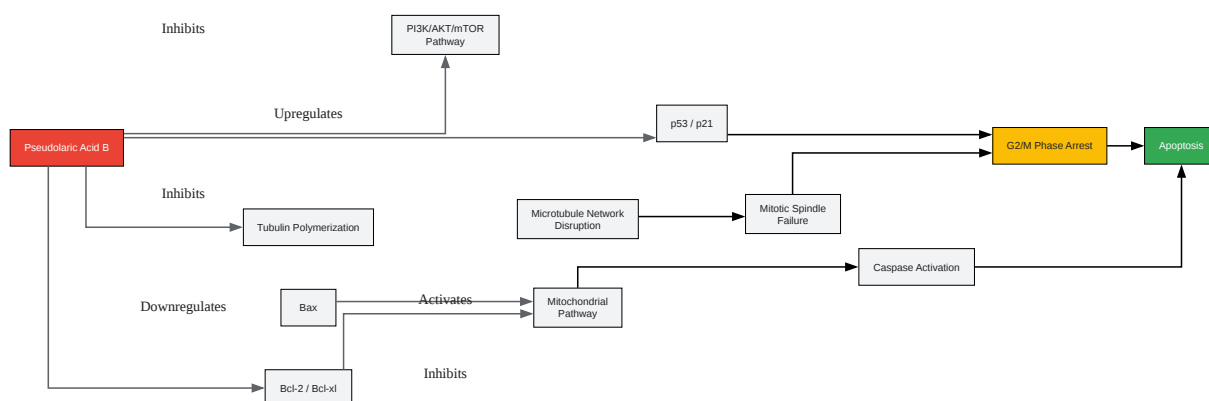 Inhibits
PI3K/AKT/mTOR
Pathway
Upregulates
p53 / p21
Pseudolaric Acid B
G2/M Phase Arrest
Apoptosis
Inhibits
Tubulin Polymerization
Microtubule Network
Disruption
Mitotic Spindle
Failure
Caspase Activation
Downregulates
Bax
Activates
Mitochondrial
Pathway
Inhibits
Bcl-2 / Bcl-xl